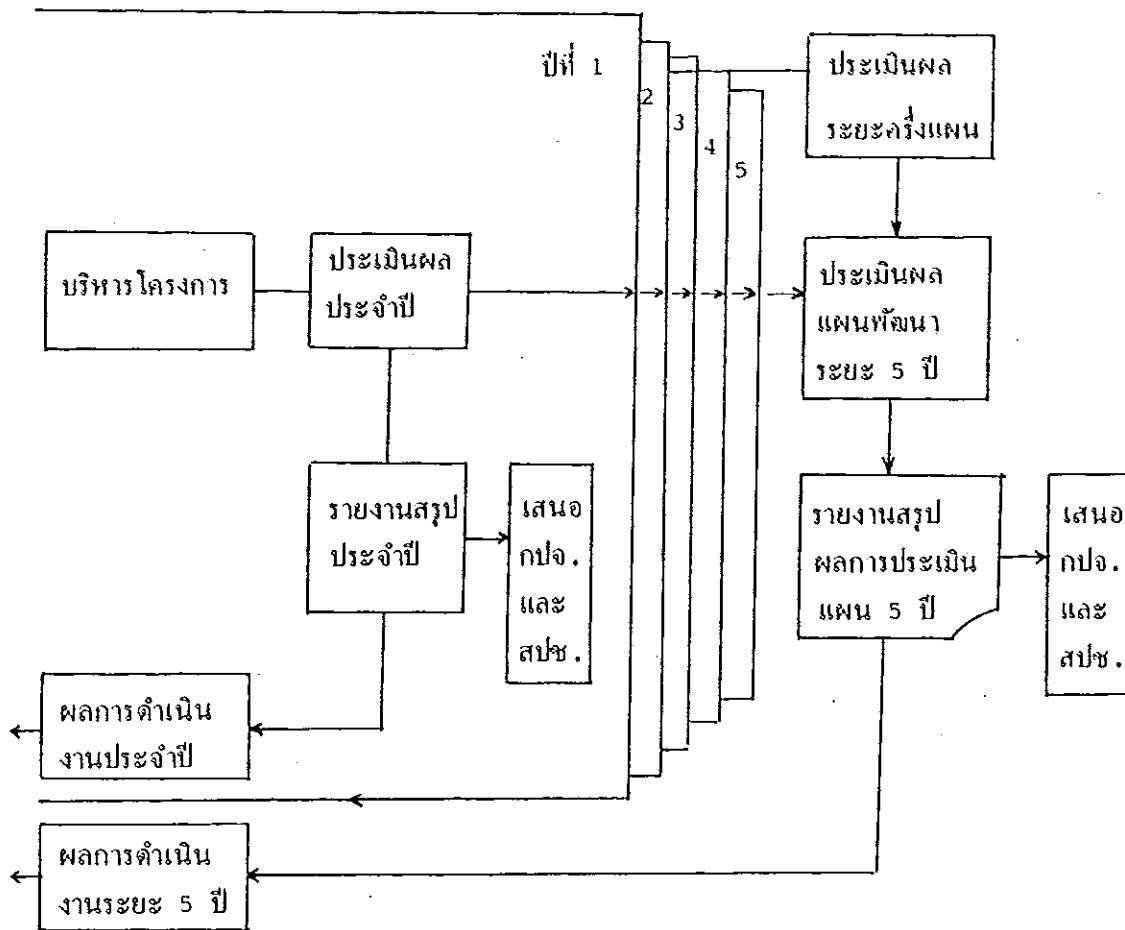 ปีที่ 1
2
3
4
5
ประเมินผล
ระยะครึ่งแผน
บริหารโครงการ
ประเมินผล
ประจำปี
ประเมินผล
แผนพัฒนา
ระยะ 5 ปี
รายงานสรุป
ประจำปี
เสนอ
กปจ.
และ
สปช.
รายงานสรุป
ผลการประเมิน
แผน 5 ปี
เสนอ
กปจ.
และ
สปช.
ผลการดำเนิน
งานประจำปี
ผลการดำเนิน
งานระยะ 5 ปี